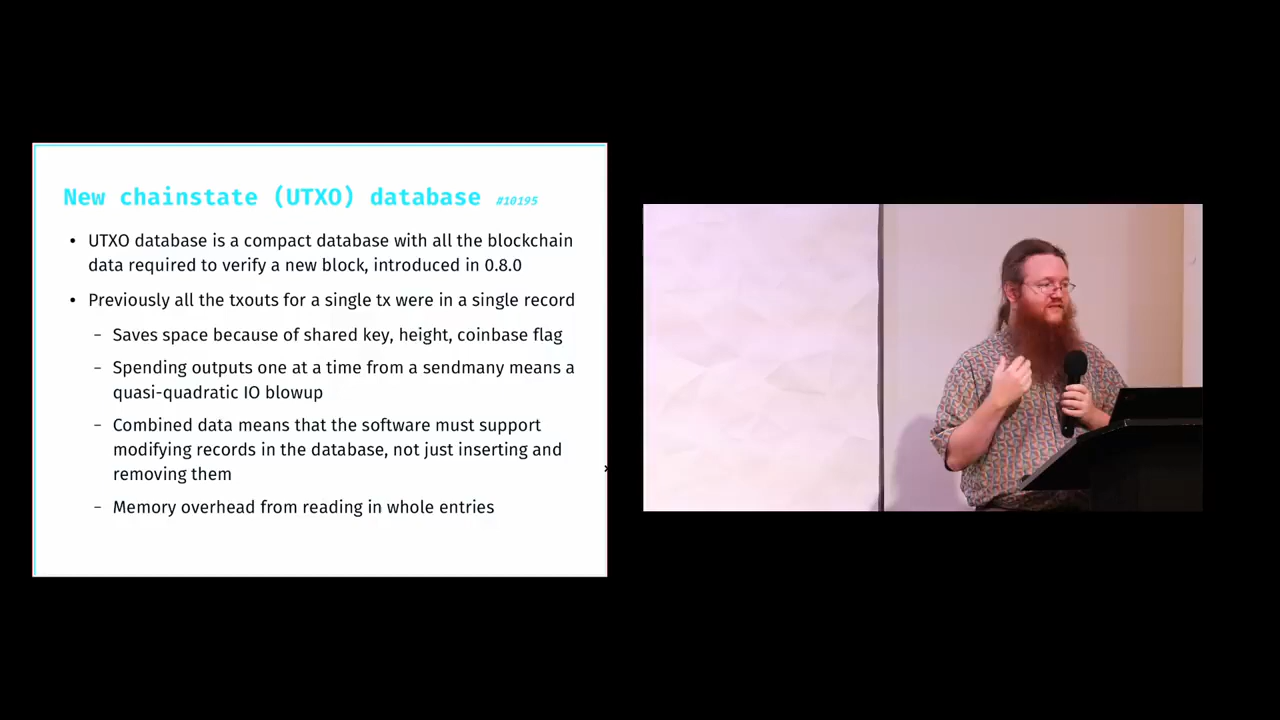 New chainstate (UTXO) database #10195
• UTXO database is a compact database with all the blockchain
data required to verify a new block, introduced in 0.8.0
• Previously all the txouts for a single tx were in a single record
– Saves space because of shared key, height, coinbase flag
– Spending outputs one at a time from a sendmany means a
quasi-quadratic IO blowup
– Combined data means that the software must support
modifying records in the database, not just inserting and
removing them
– Memory overhead from reading in whole entries